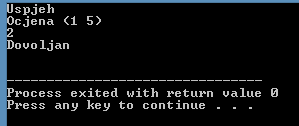 Uspjeh
Ocjena (1 5)
2
Dovoljan
--------------------------------
Process exited with return value 0
Press any key to continue . . .